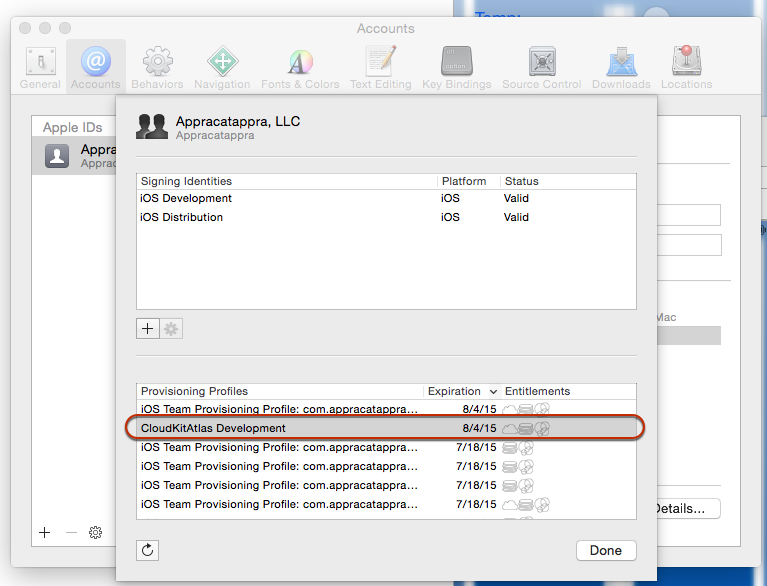 Temp:
Accounts
General Accounts Behaviors Navigation Fonts & Colors Text Editing Key Bindings Source Control Downloads Locations
Apple IDs
Appra
Apprac
Appracatappra, LLC
Appracatappra
Signing Identities Platform Status
iOS Development iOS Valid
iOS Distribution iOS Valid
Mac
Provisioning Profiles Expiration Entitlements
iOS Team Provisioning Profile: com.appracatappra... 8/4/15
CloudKitAtlas Development 8/4/15
iOS Team Provisioning Profile: com.appracatappra... 7/18/15
iOS Team Provisioning Profile: com.appracatappra... 7/18/15
iOS Team Provisioning Profile: com.appracatappra... 7/18/15
iOS Team Provisioning Profile: com.appracatappra... 7/18/15
Details...
Done